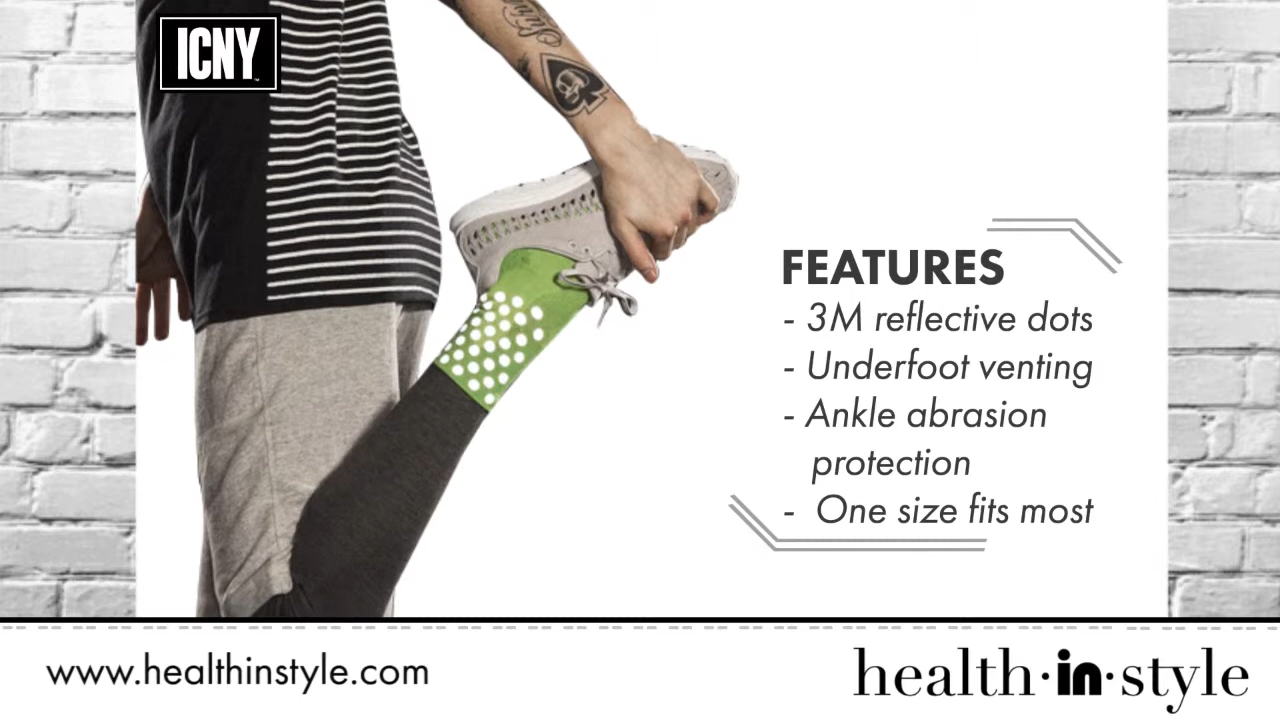 ICNY
FEATURES
- 3M reflective dots
- Underfoot venting
- Ankle abrasion
protection
- One size fits most
www.healthinstyle.com
health·in·style